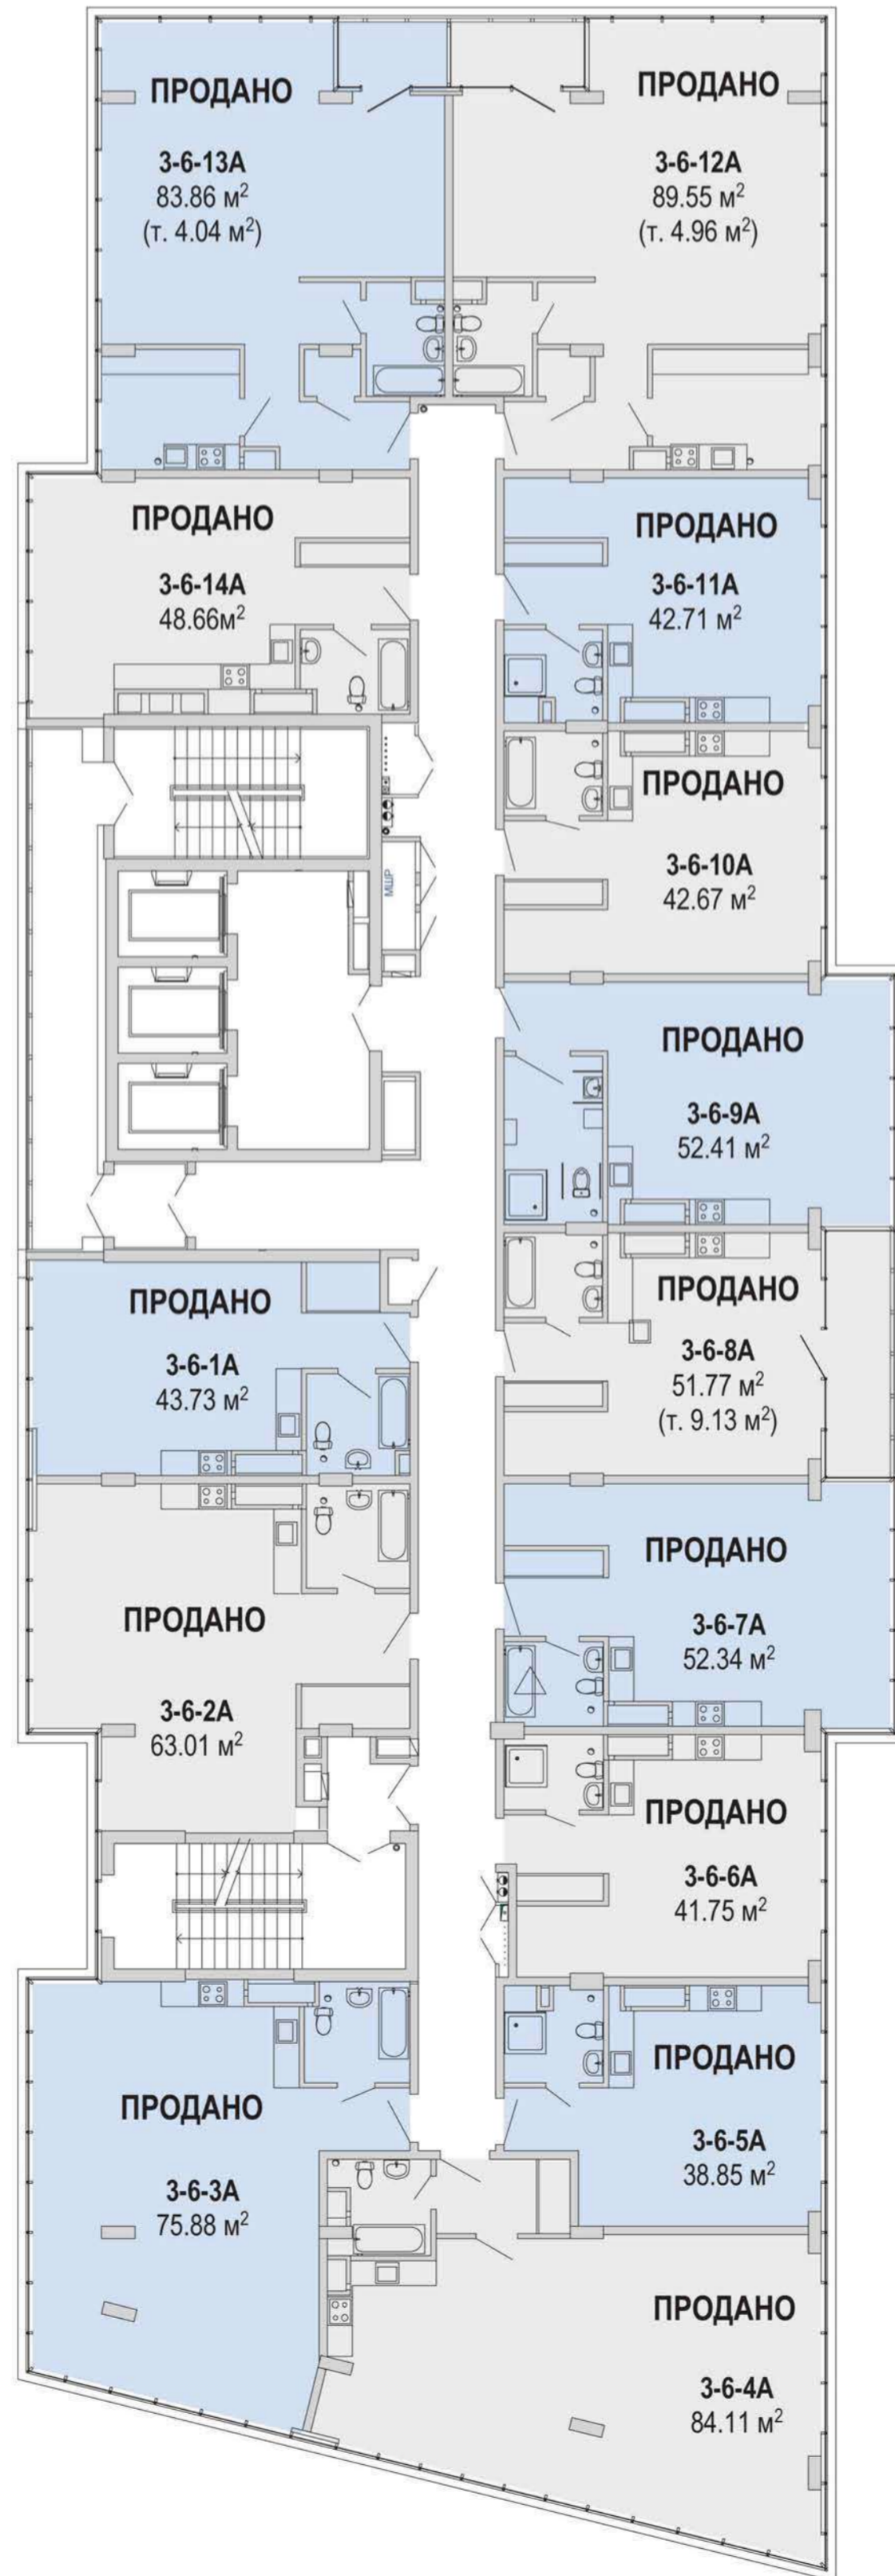 ПРОДАНО
3-6-13А
83.86 м²
(т. 4.04 м²)
ПРОДАНО
3-6-12А
89.55 м²
(т. 4.96 м²)
ПРОДАНО
3-6-14А
48.66м²
ПРОДАНО
3-6-11А
42.71 м²
ПРОДАНО
3-6-10А
42.67 м²
МШР
ПРОДАНО
3-6-9А
52.41 м²
ПРОДАНО
3-6-1А
43.73 м²
ПРОДАНО
3-6-8А
51.77 м²
(т. 9.13 м²)
ПРОДАНО
3-6-2А
63.01 м²
ПРОДАНО
3-6-7А
52.34 м²
ПРОДАНО
3-6-6А
41.75 м²
ПРОДАНО
3-6-3А
75.88 м²
ПРОДАНО
3-6-5А
38.85 м²
ПРОДАНО
3-6-4А
84.11 м²